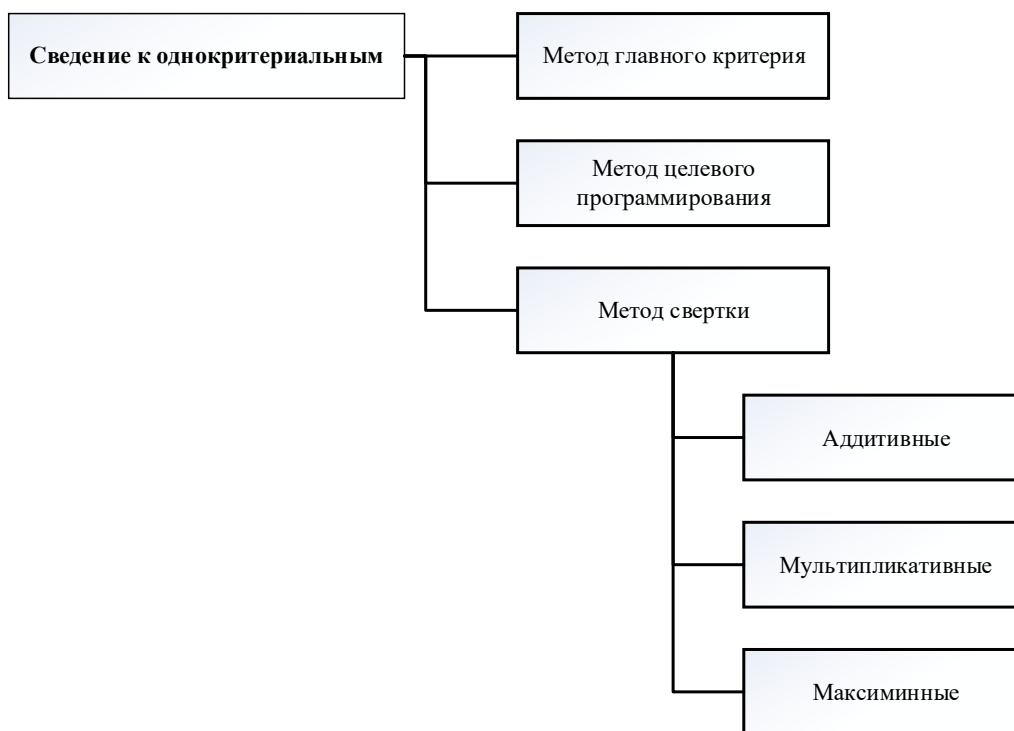 Сведение к однокритериальным
Метод главного критерия
Метод целевого
программирования
Метод свертки
Аддитивные
Мультипликативные
Максиминные